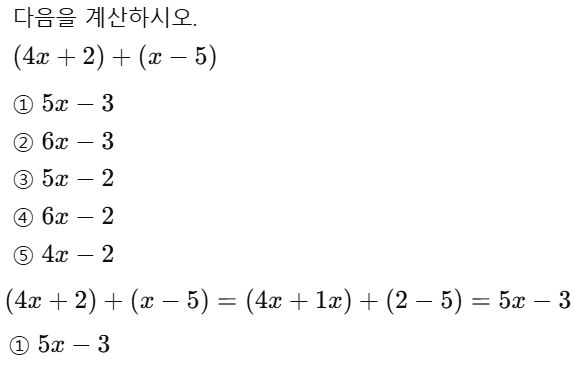 다음을 계산하시오.
(4x + 2) + (x − 5)
① 5x − 3
② 6x − 3
③ 5x − 2
④ 6x − 2
⑤ 4x − 2
(4x + 2) + (x − 5) = (4x + 1x) + (2 − 5) = 5x − 3
① 5x − 3